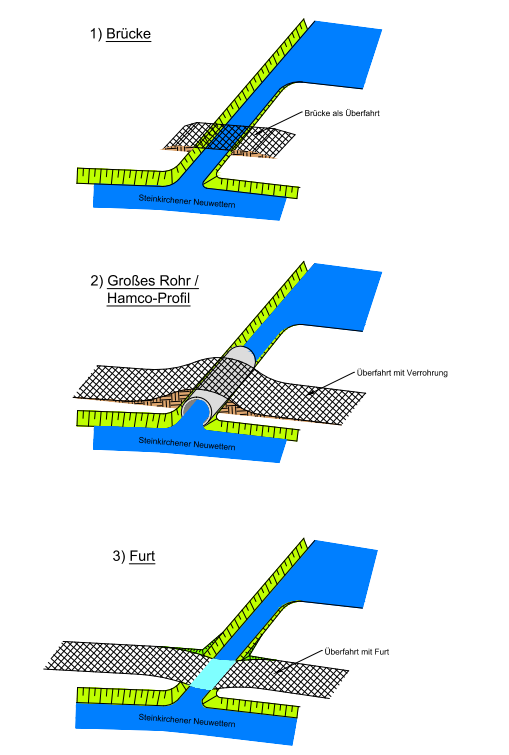 1) Brücke
Brücke als Überfahrt
Steinkirchener Neuwettern
2) Großes Rohr /
Hamco-Profil
Überfahrt mit Verrohrung
Steinkirchener Neuwettern
3) Furt
Überfahrt mit Furt
Steinkirchener Neuwettern